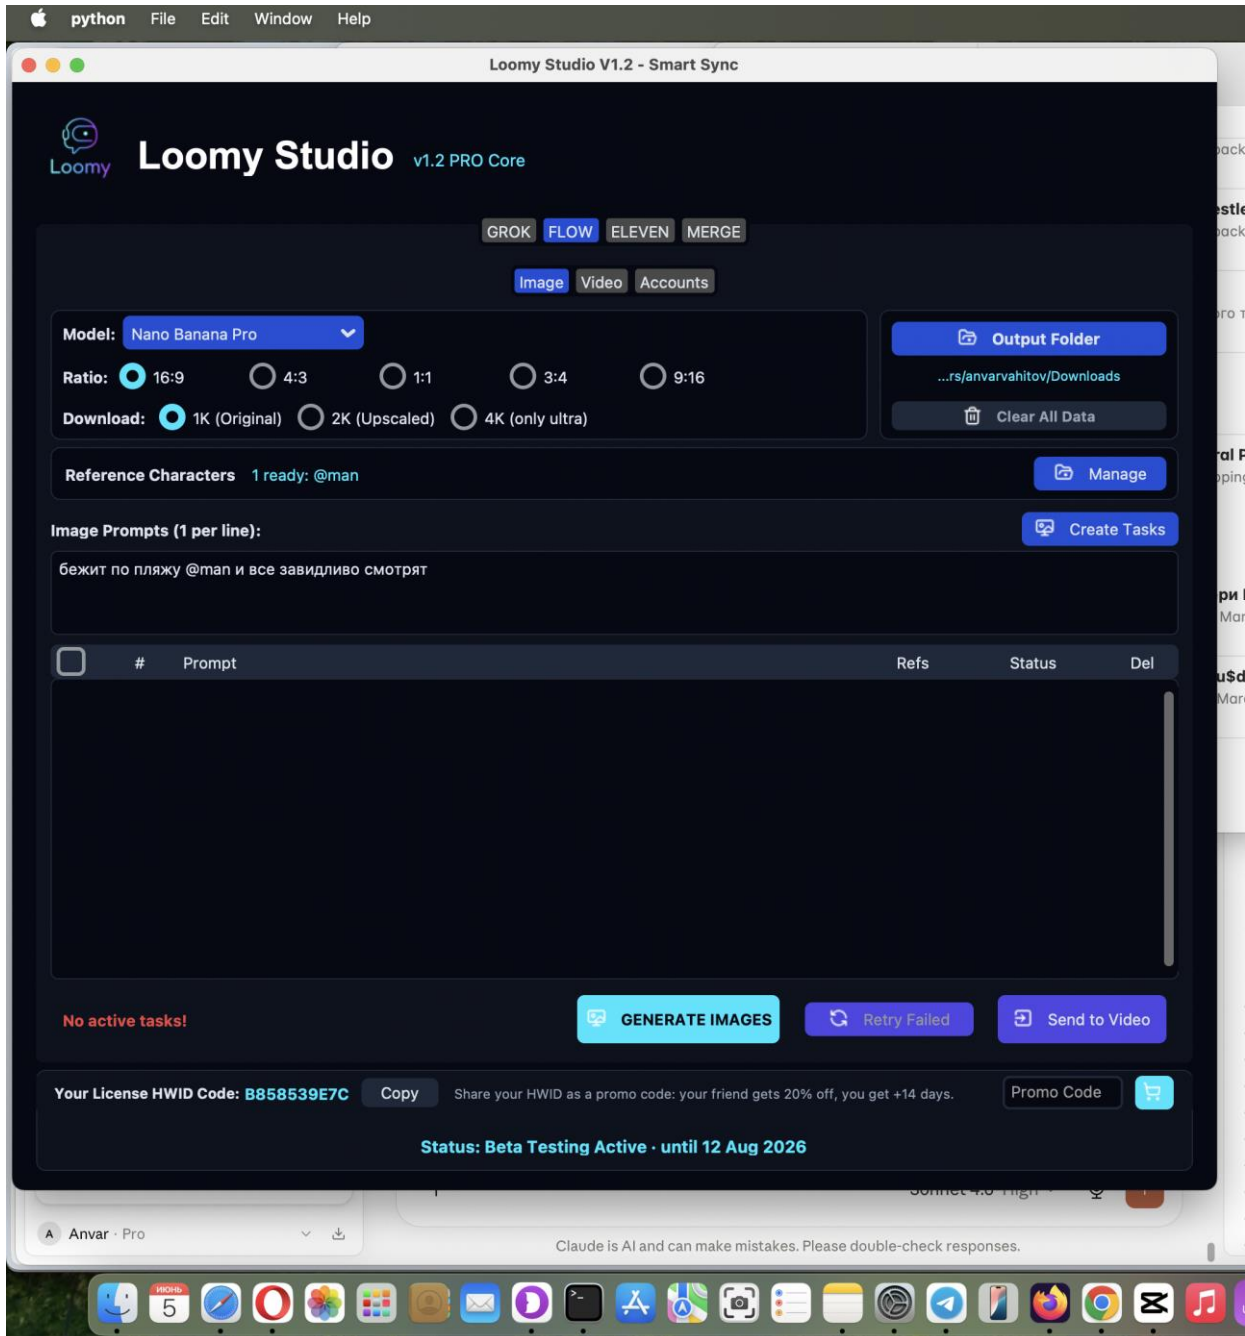 python File Edit Window Help
Loomy Studio V1.2 - Smart Sync
Loomy
Loomy Studio v1.2 PRO Core
GROK FLOW ELEVEN MERGE
Image Video Accounts
Model: Nano Banana Pro
Ratio: 16:9 4:3 1:1 3:4 9:16
Download: 1K (Original) 2K (Upscaled) 4K (only ultra)
Output Folder
...rs/anvarvahitov/Downloads
Clear All Data
Reference Characters 1 ready: @man
Manage
Image Prompts (1 per line):
Create Tasks
бежит по пляжу @man и все завидливо смотрят
# Prompt Refs Status Del
No active tasks!
GENERATE IMAGES
Retry Failed
Send to Video
Your License HWID Code: B858539E7C Copy Share your HWID as a promo code: your friend gets 20% off, you get +14 days. Promo Code
Status: Beta Testing Active · until 12 Aug 2026
A Anvar · Pro
Claude is AI and can make mistakes. Please double-check responses.
ИЮНЬ
5